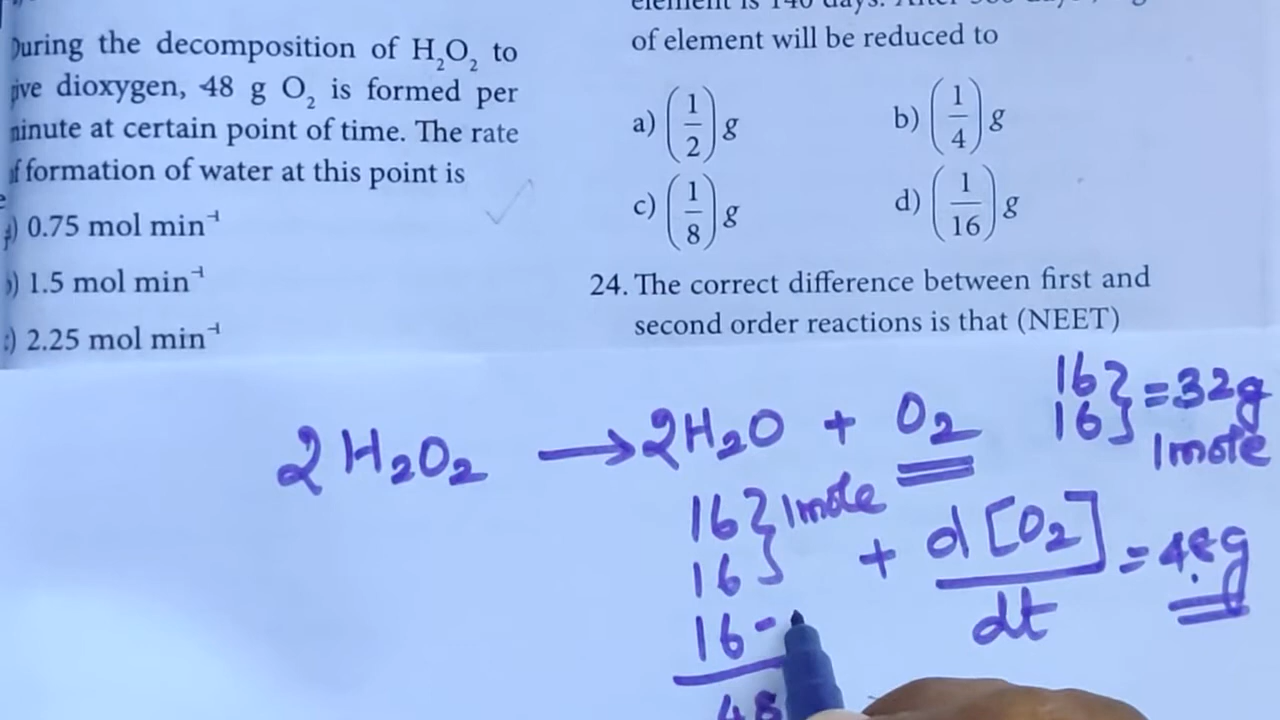 During the decomposition of H₂O₂ to
give dioxygen, 48 g O₂ is formed per
minute at certain point of time. The rate
of formation of water at this point is
) 0.75 mol min⁻¹
) 1.5 mol min⁻¹
) 2.25 mol min⁻¹
of element will be reduced to
a) (1/2) g
b) (1/4) g
c) (1/8) g
d) (1/16) g
24. The correct difference between first and
second order reactions is that (NEET)
2H₂O₂ → 2H₂O + O₂
16
16 } = 32g
1mole
16
16 } 1mole
16 -
48
+ d[O₂]/dt = 48g